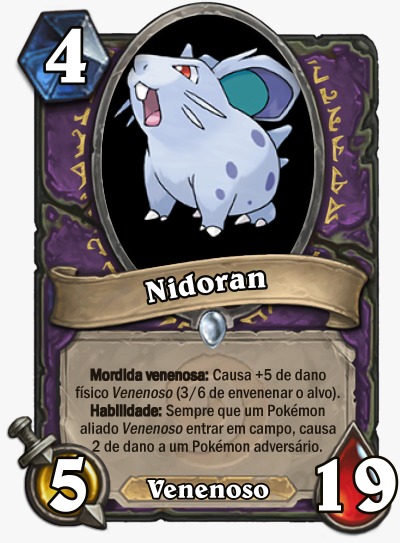 4
Nidoran
Mordida venenosa: Causa +5 de dano
físico Venenoso (3/6 de envenenar o alvo).
Habilidade: Sempre que um Pokémon
aliado Venenoso entrar em campo, causa
2 de dano a um Pokémon adversário.
5
Venenoso
19